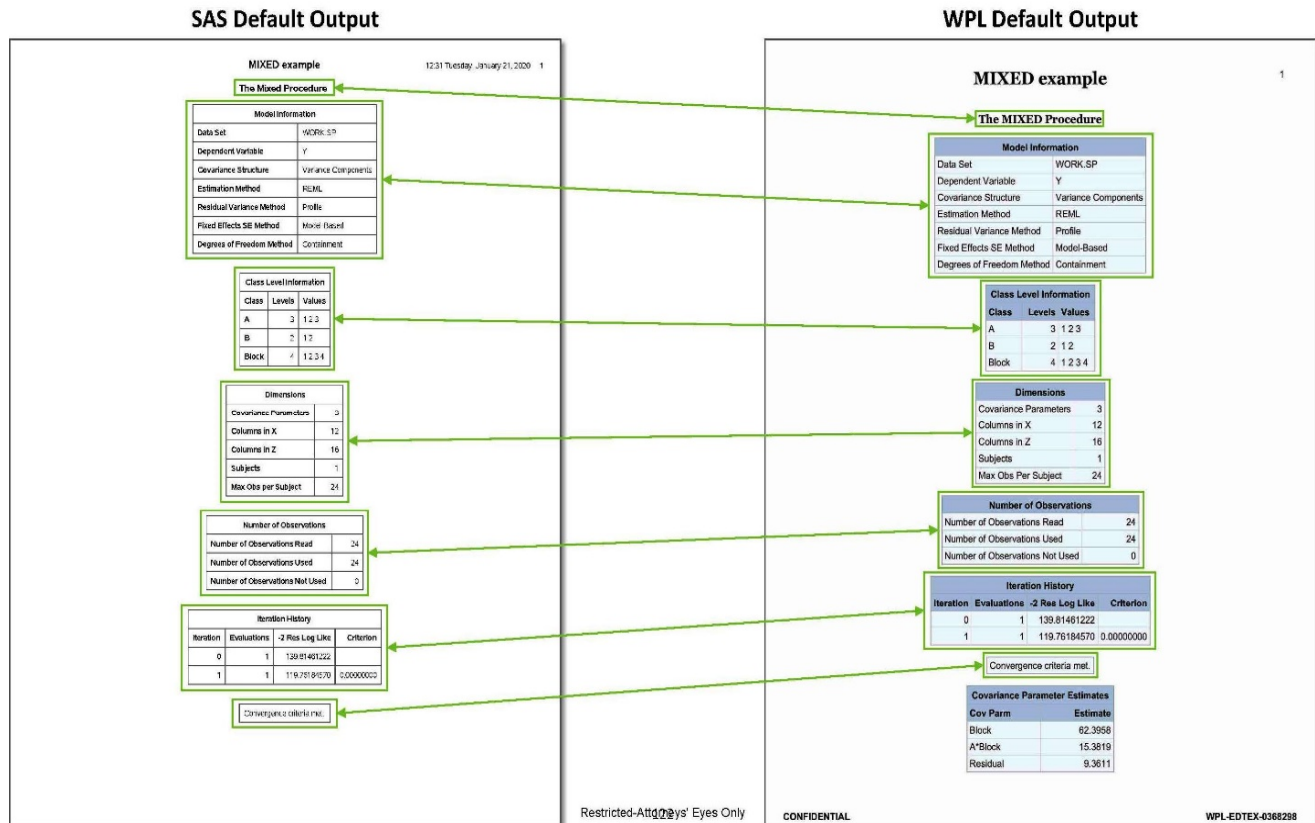 SAS Default Output
MIXED example
12:31 Tuesday, January 21, 2020 1
The Mixed Procedure
Model Information
Data Set WORK.SP
Dependent Variable Y
Covariance Structure Variance Components
Estimation Method REML
Residual Variance Method Profile
Fixed Effects SE Method Model-Based
Degrees of Freedom Method Containment
Class Level Information
Class Levels Values
A 3 1 2 3
B 2 1 2
Block 4 1 2 3 4
Dimensions
Covariance Parameters 3
Columns in X 12
Columns in Z 16
Subjects 1
Max Obs per Subject 24
Number of Observations
Number of Observations Read 24
Number of Observations Used 24
Number of Observations Not Used 0
Iteration History
Iteration Evaluations -2 Res Log Like Criterion
0 1 139.81461222
1 1 119.76184570 0.00000000
Convergence criteria met.
WPL Default Output
MIXED example
1
The MIXED Procedure
Model Information
Data Set WORK.SP
Dependent Variable Y
Covariance Structure Variance Components
Estimation Method REML
Residual Variance Method Profile
Fixed Effects SE Method Model-Based
Degrees of Freedom Method Containment
Class Level Information
Class Levels Values
A 3 1 2 3
B 2 1 2
Block 4 1 2 3 4
Dimensions
Covariance Parameters 3
Columns in X 12
Columns in Z 16
Subjects 1
Max Obs Per Subject 24
Number of Observations
Number of Observations Read 24
Number of Observations Used 24
Number of Observations Not Used 0
Iteration History
Iteration Evaluations -2 Res Log Like Criterion
0 1 139.81461222
1 1 119.76184570 0.00000000
Convergence criteria met.
Covariance Parameter Estimates
Cov Parm Estimate
Block 62.3958
A*Block 15.3819
Residual 9.3611
Restricted-Attorneys' Eyes Only
CONFIDENTIAL
WPL-EDTEX-0368298